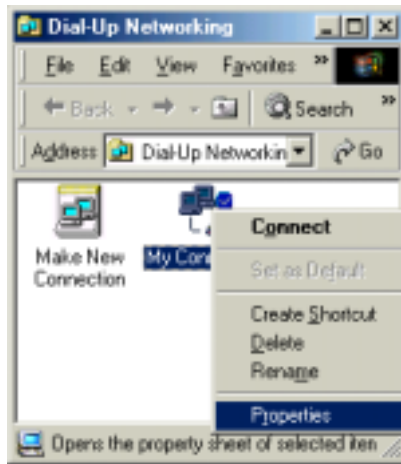 Dial-Up Networking
File Edit View Favorites »
Back Search »
Address Dial-Up Networkin Go
Make New
Connection
My Conn
Connect
Set as Default
Create Shortcut
Delete
Rename
Properties
Opens the property sheet of selected iten